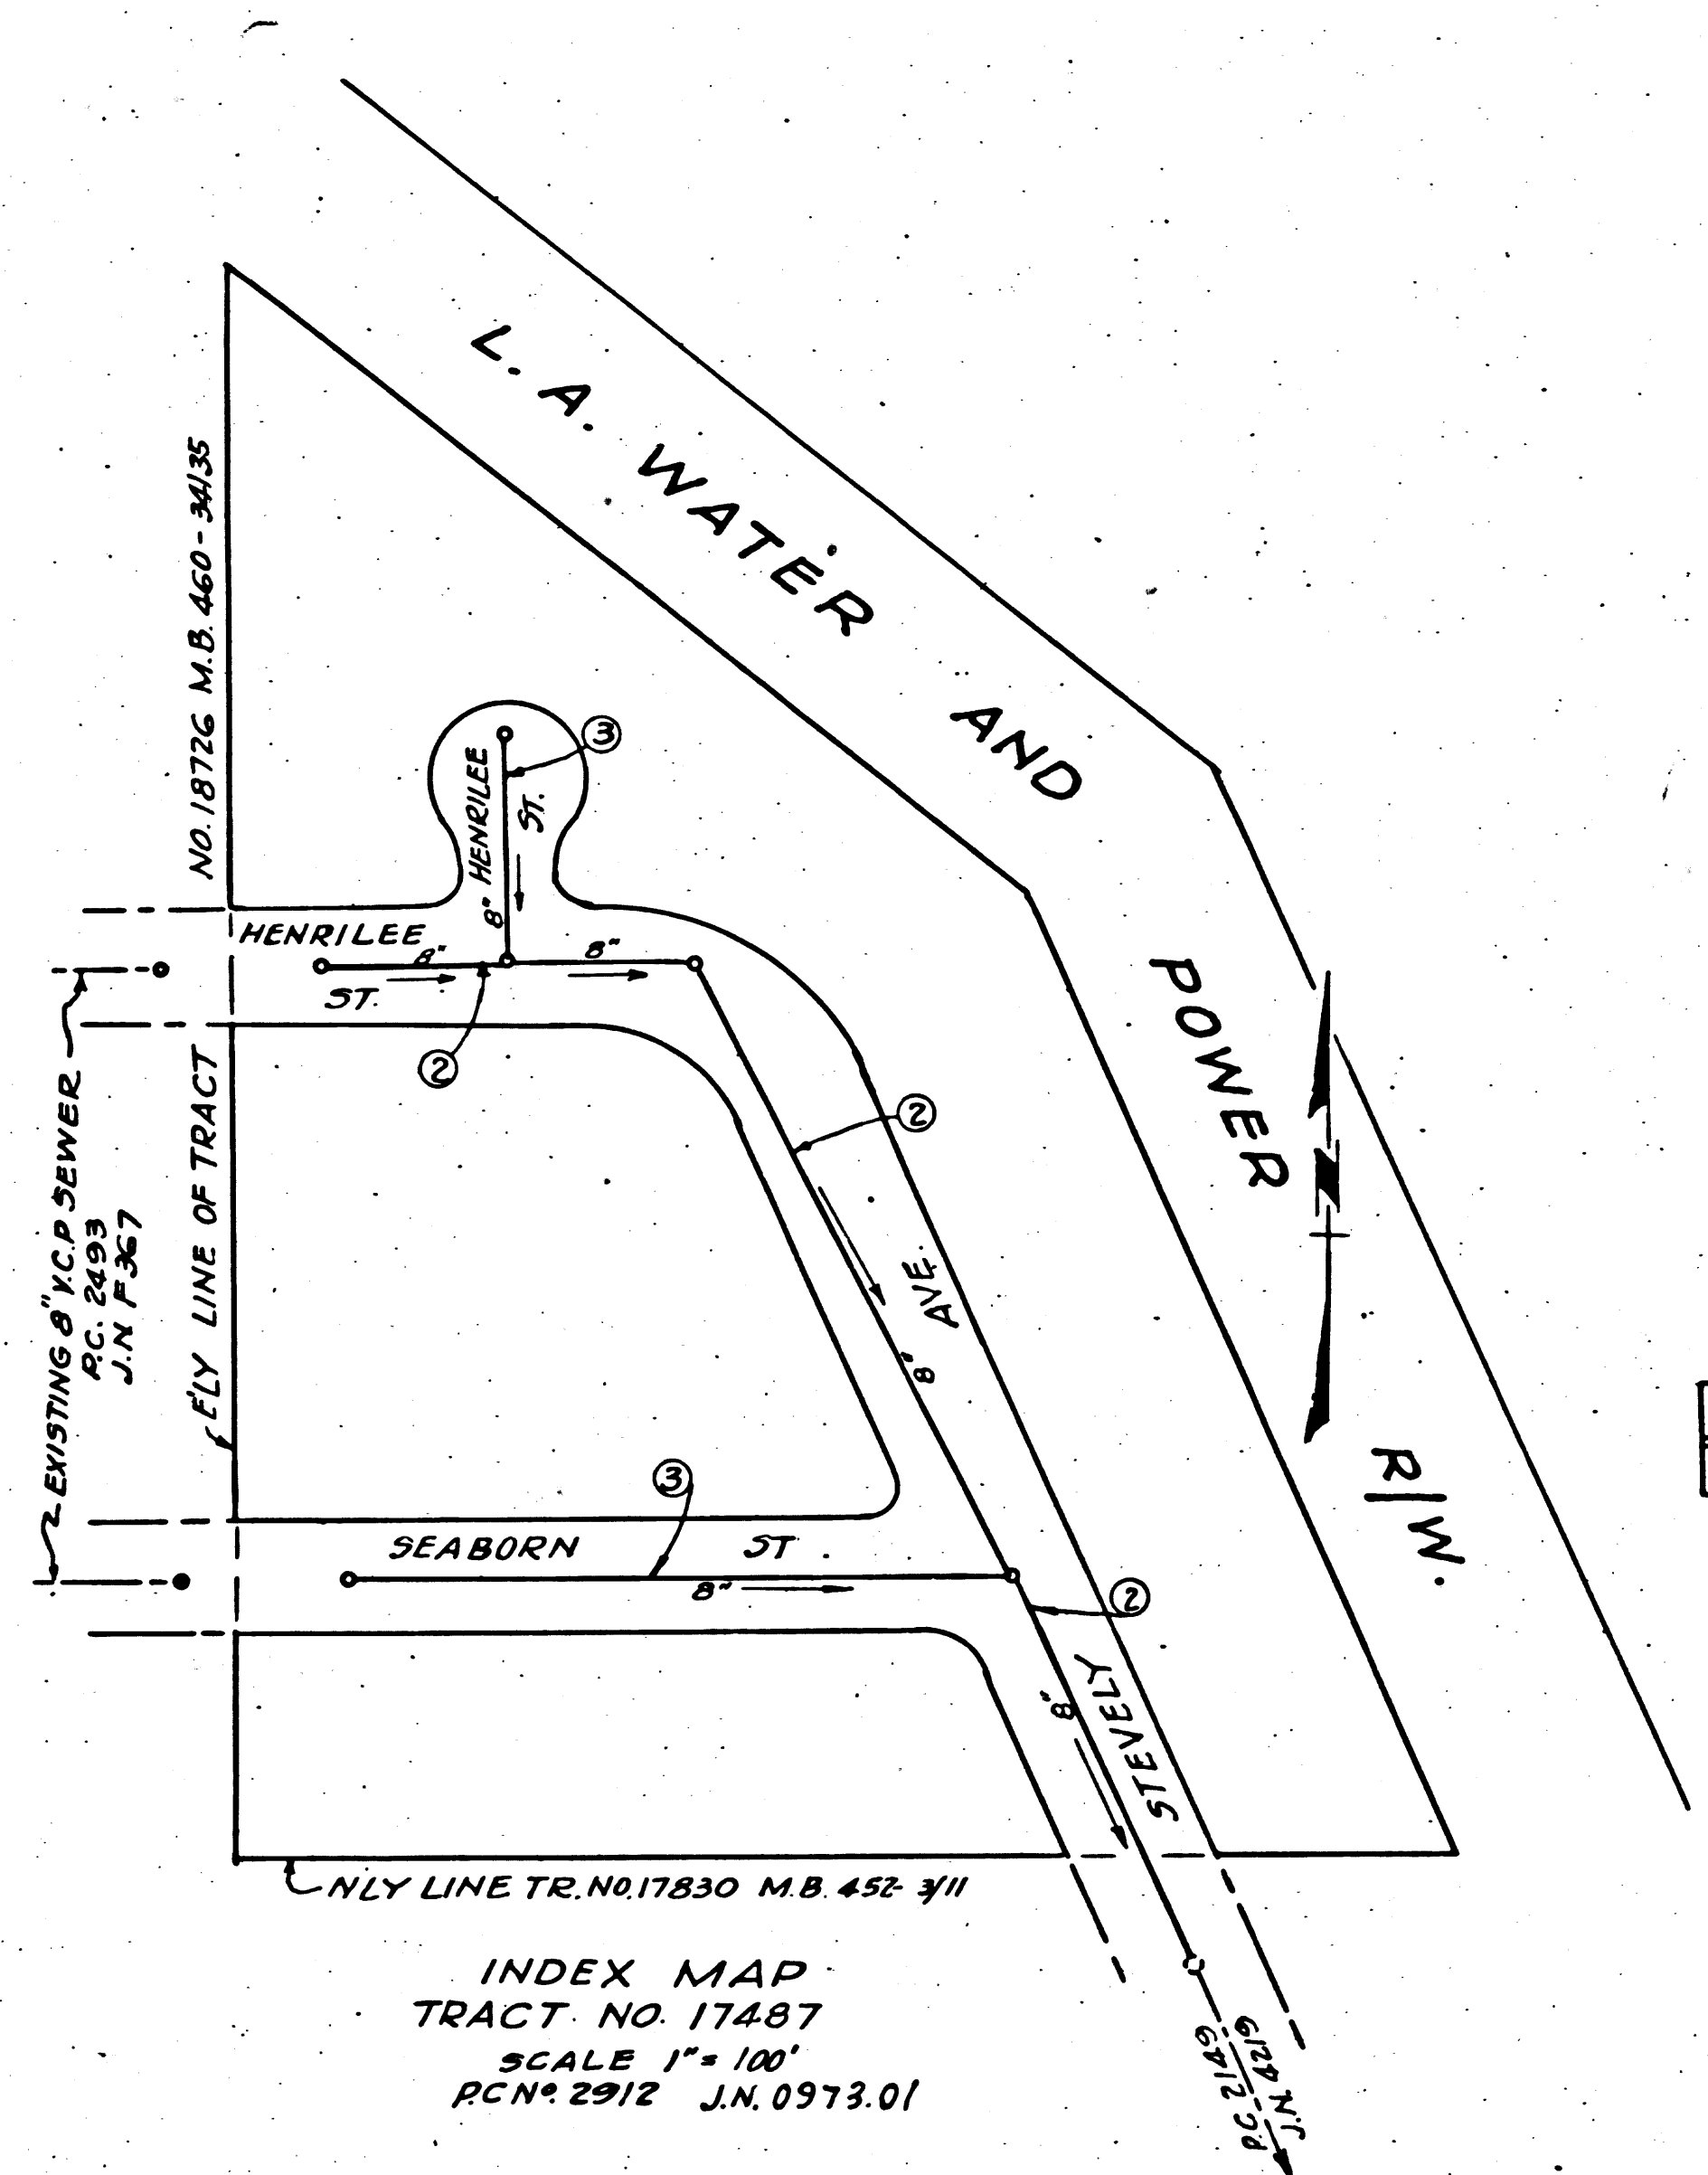 L. A. WATER AND POWER R/W.
NO. 18726 M.B. 460-34/35
ELY LINE OF TRACT
3
8" HENRILEE
ST.
HENRILEE
8"
8"
ST.
2
2
EXISTING 8" V.C.P. SEWER
P.C. 2493
J.N F367
AVE.
8"
N
3
SEABORN ST.
8"
2
8"
STEVELY
NLY LINE TR. NO. 17830 M.B. 452-3/11
INDEX MAP
TRACT NO. 17487
SCALE 1" = 100'
P.C Nº 2912 J.N. 0973.01
P.C. 2149
J.N. 4219